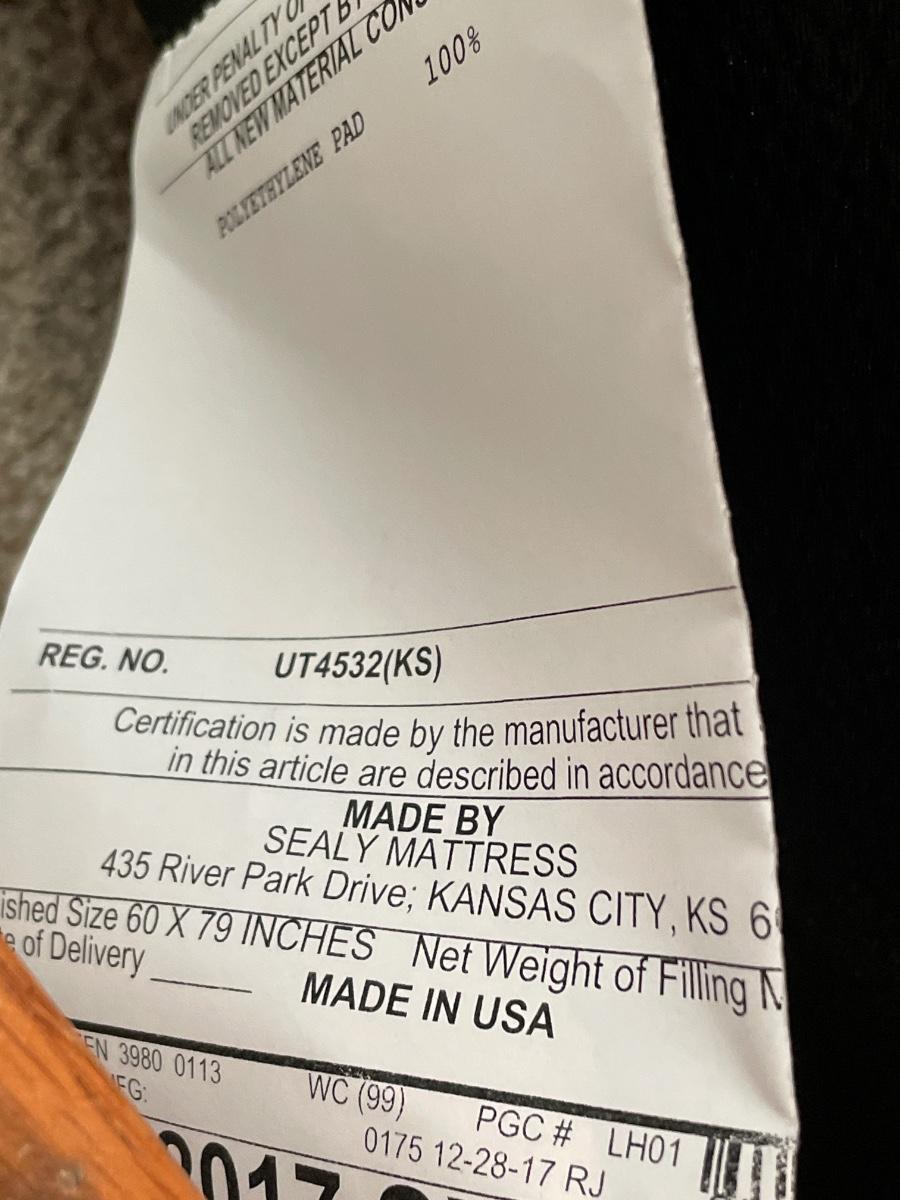 UNDER PENALTY OF
REMOVED EXCEPT BY
ALL NEW MATERIAL
POLYETHYLENE PAD 100%
REG. NO. UT4532(KS)
Certification is made by the manufacturer that
in this article are described in accordance
MADE BY
SEALY MATTRESS
435 River Park Drive; KANSAS CITY, KS
Size 60 X 79 INCHES Net Weight of Filling
of Delivery
MADE IN USA
3980 0113 WC (99) PGC # LH01
0175 12-28-17 RJ
2017